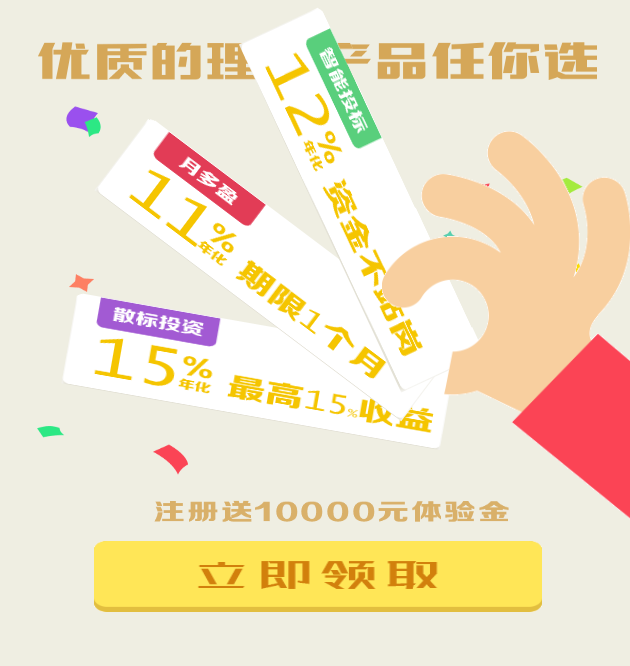 优质的理产品任你选
智能投标
12%
年化
资金不站岗
月多盈
11%
年化
期限1个月
散标投资
15%
年化
最高15%收益
注册送10000元体验金
立即领取